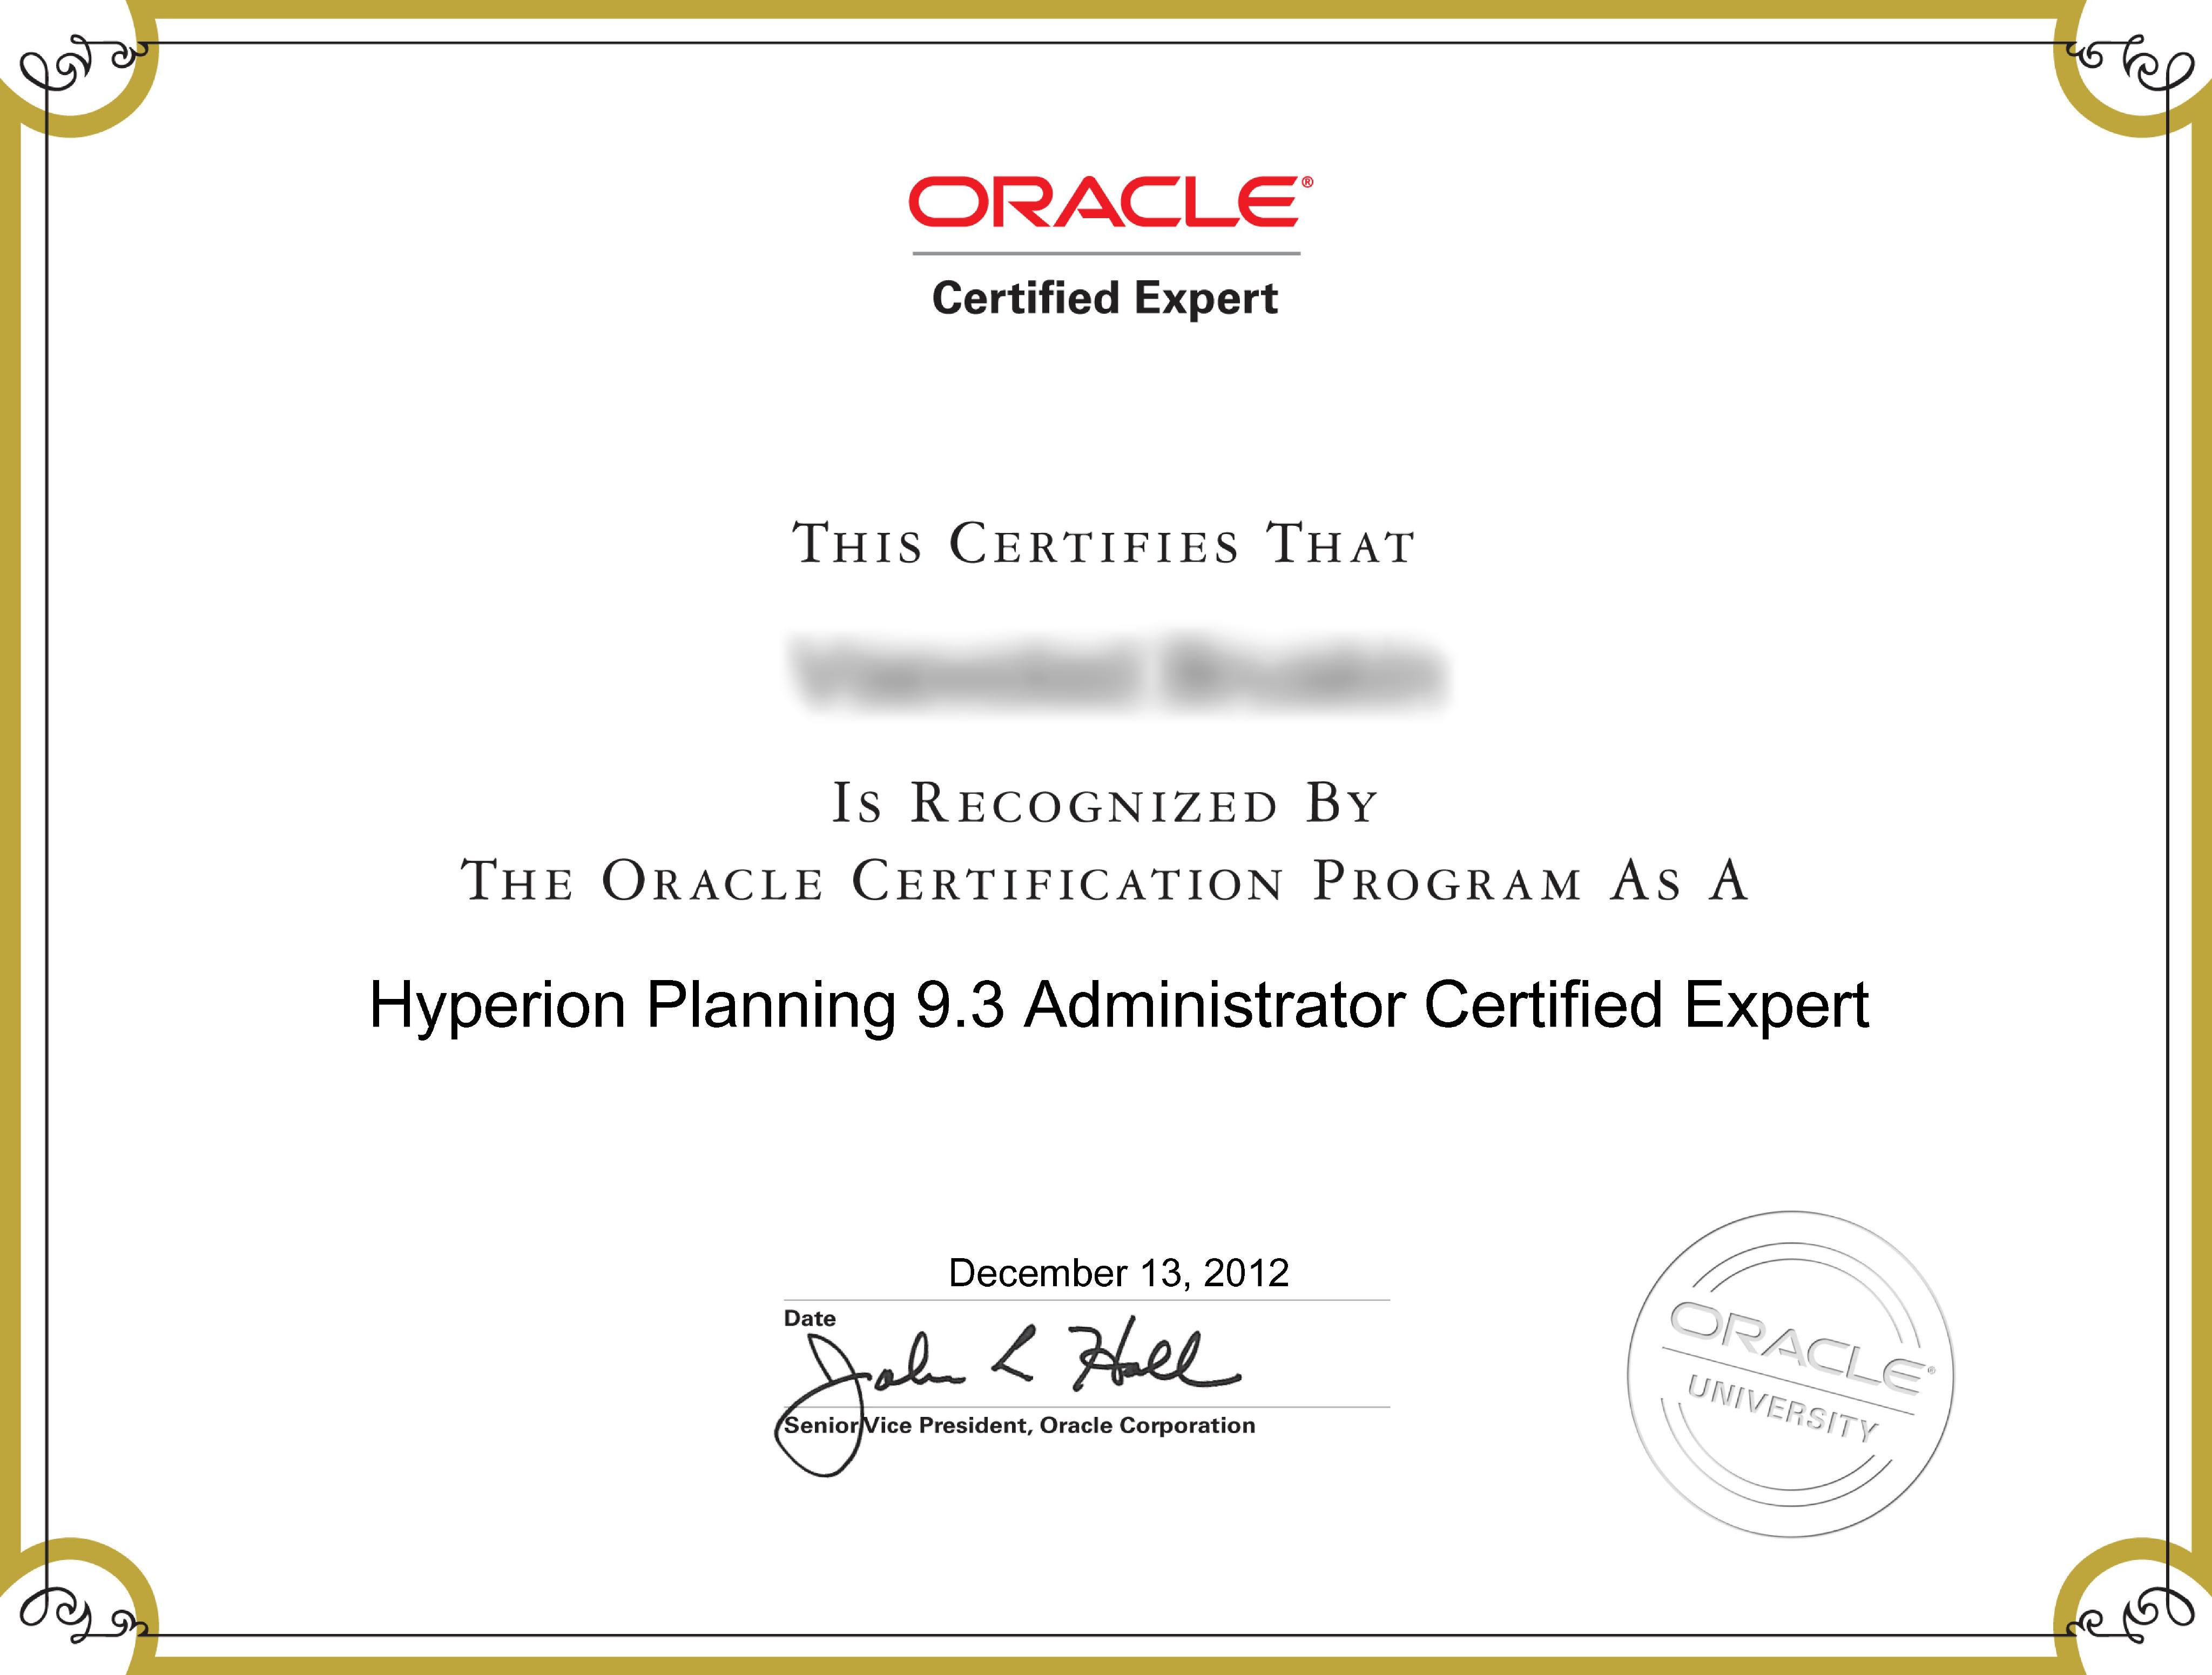 ORACLE®
Certified Expert
THIS CERTIFIES THAT
IS RECOGNIZED BY
THE ORACLE CERTIFICATION PROGRAM AS A
Hyperion Planning 9.3 Administrator Certified Expert
December 13, 2012
Date
John L Hall
Senior Vice President, Oracle Corporation
ORACLE®
UNIVERSITY